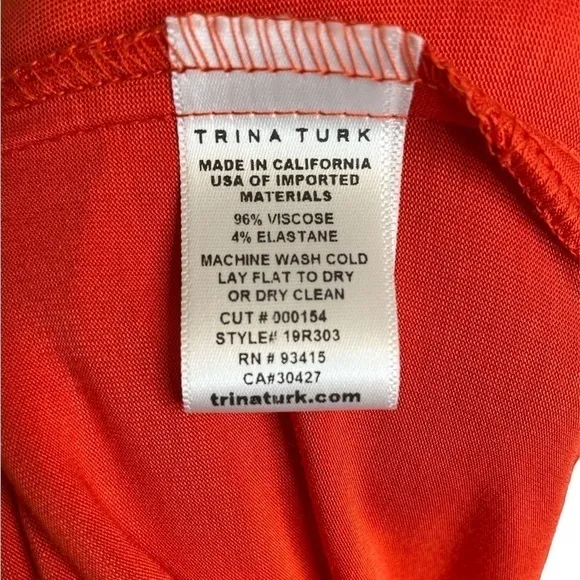 TRINA TURK
MADE IN CALIFORNIA
USA OF IMPORTED
MATERIALS
96% VISCOSE
4% ELASTANE
MACHINE WASH COLD
LAY FLAT TO DRY
OR DRY CLEAN
CUT # 000154
STYLE# 19R303
RN # 93415
CA#30427
trinaturk.com